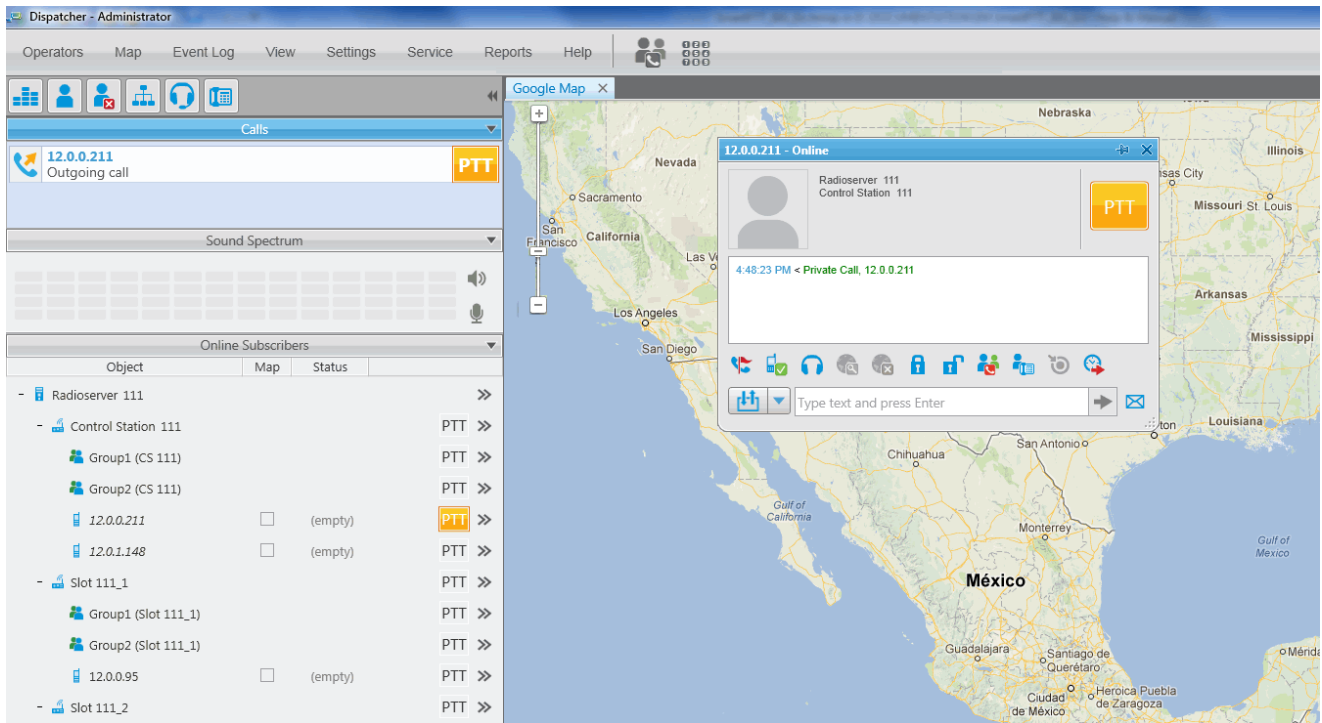 Dispatcher - Administrator
Operators Map Event Log View Settings Service Reports Help
Google Map
Calls
12.0.0.211
Outgoing call
PTT
Sound Spectrum
Online Subscribers
Object Map Status
Radioserver 111
Control Station 111 PTT
Group1 (CS 111) PTT
Group2 (CS 111) PTT
12.0.0.211 (empty) PTT
12.0.1.148 (empty) PTT
Slot 111_1 PTT
Group1 (Slot 111_1) PTT
Group2 (Slot 111_1) PTT
12.0.0.95 (empty) PTT
Slot 111_2 PTT
12.0.0.211 - Online
Radioserver 111
Control Station 111
PTT
4:48:23 PM < Private Call, 12.0.0.211
Type text and press Enter
Nebraska
Nevada
Illinois
sas City
Sacramento
Missouri St. Louis
San
Francisco
California
Las V
Arkansas
Los Angeles
Mississippi
San Diego
ton
Louisiana
San Antonio
Chihuahua
Gulf of
California
Monterrey
Gulf of
Mexico
México
Guadalajara
Santiago de
Querétaro
Mérida
Ciudad
de México
Heroica Puebla
de Zaragoza